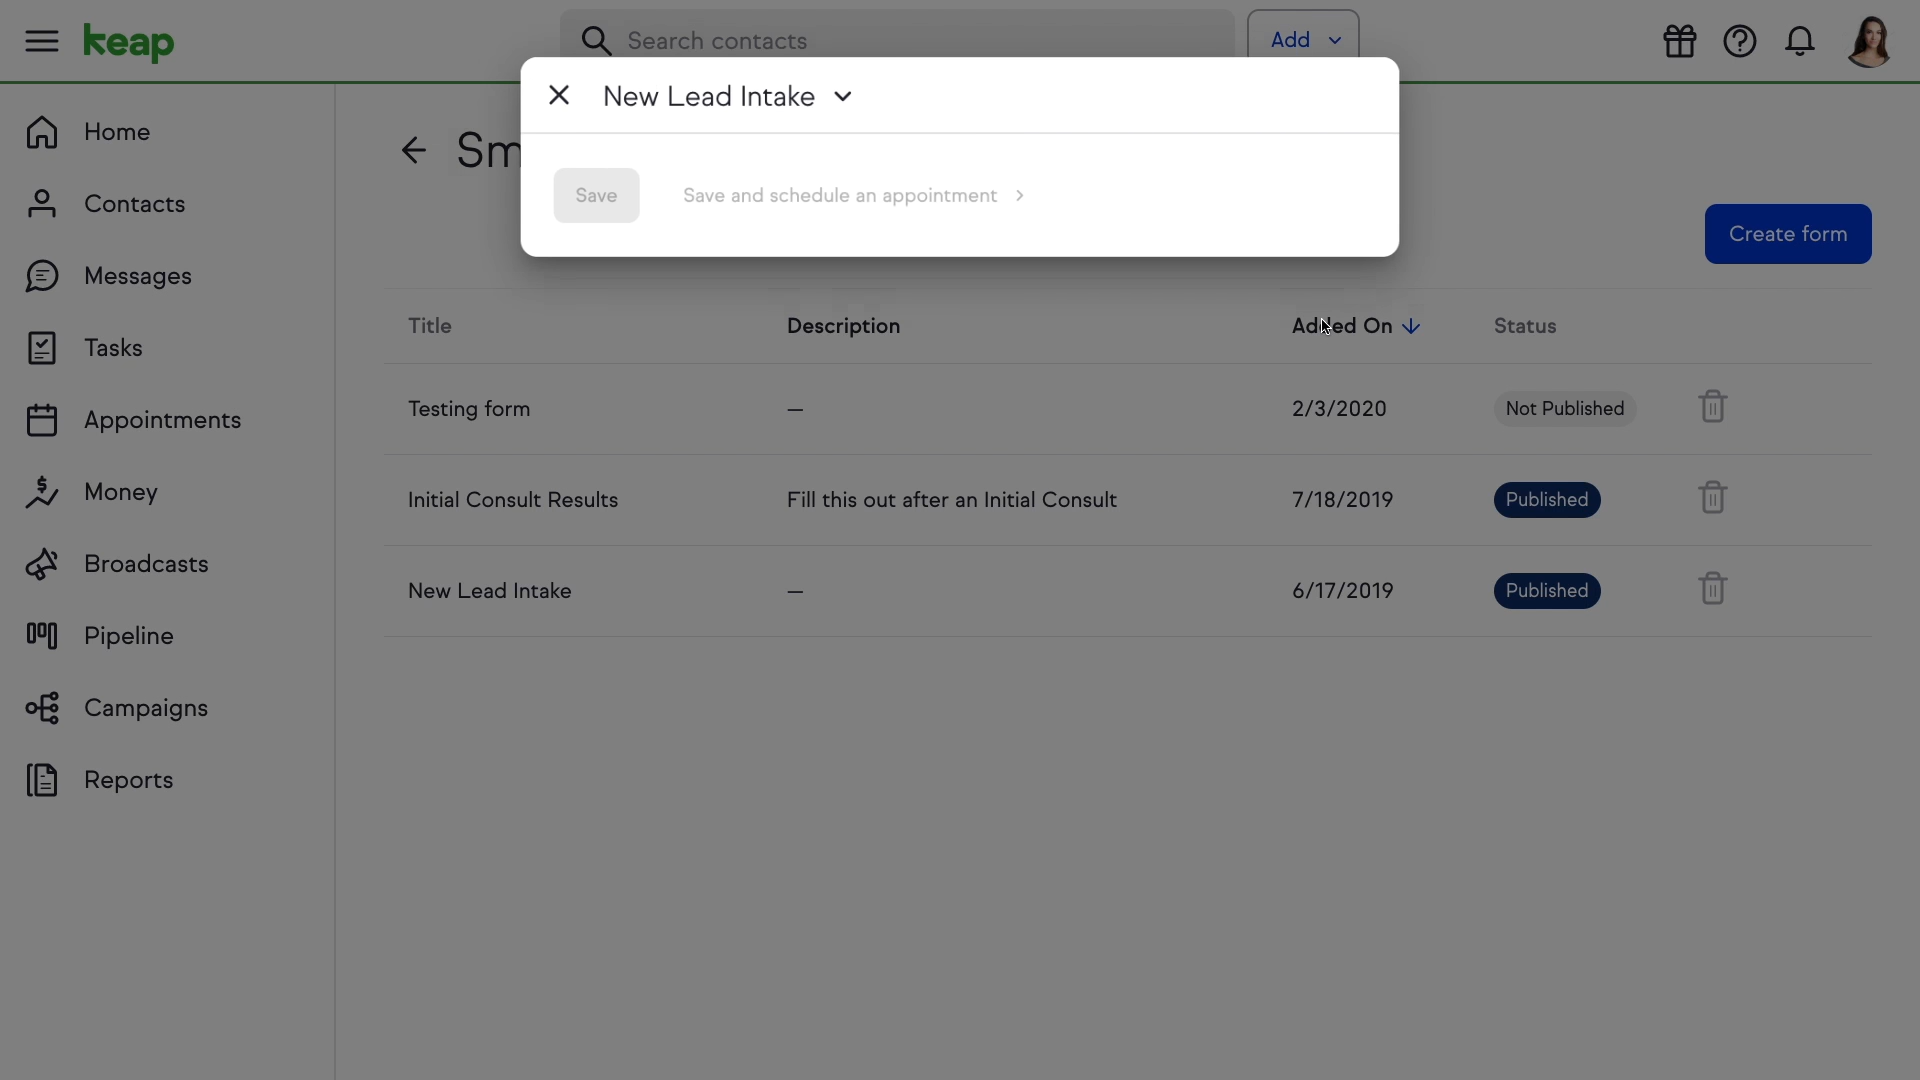 keap
Search contacts
Add
New Lead Intake
Save
Save and schedule an appointment
Home
Contacts
Messages
Tasks
Appointments
Money
Broadcasts
Pipeline
Campaigns
Reports
Sm
Create form
Title Description Added On Status
Testing form — 2/3/2020 Not Published
Initial Consult Results Fill this out after an Initial Consult 7/18/2019 Published
New Lead Intake — 6/17/2019 Published